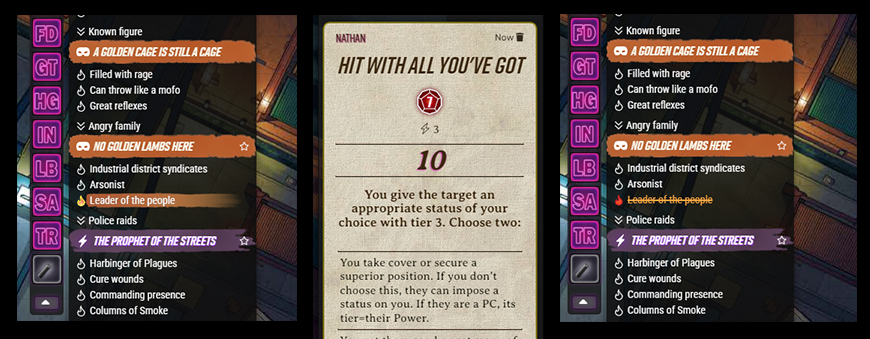 FD
GT
HG
IN
LB
SA
TR
Known figure
A GOLDEN CAGE IS STILL A CAGE
Filled with rage
Can throw like a mofo
Great reflexes
Angry family
NO GOLDEN LAMBS HERE
Industrial district syndicates
Arsonist
Leader of the people
Police raids
THE PROPHET OF THE STREETS
Harbinger of Plagues
Cure wounds
Commanding presence
Columns of Smoke
NATHAN
Now
HIT WITH ALL YOU'VE GOT
7
3
10
You give the target an
appropriate status of your
choice with tier 3. Choose two:
You take cover or secure a
superior position. If you don't
choose this, they can impose a
status on you. If they are a PC, its
tier=their Power.
FD
GT
HG
IN
LB
SA
TR
Known figure
A GOLDEN CAGE IS STILL A CAGE
Filled with rage
Can throw like a mofo
Great reflexes
Angry family
NO GOLDEN LAMBS HERE
Industrial district syndicates
Arsonist
Leader of the people
Police raids
THE PROPHET OF THE STREETS
Harbinger of Plagues
Cure wounds
Commanding presence
Columns of Smoke